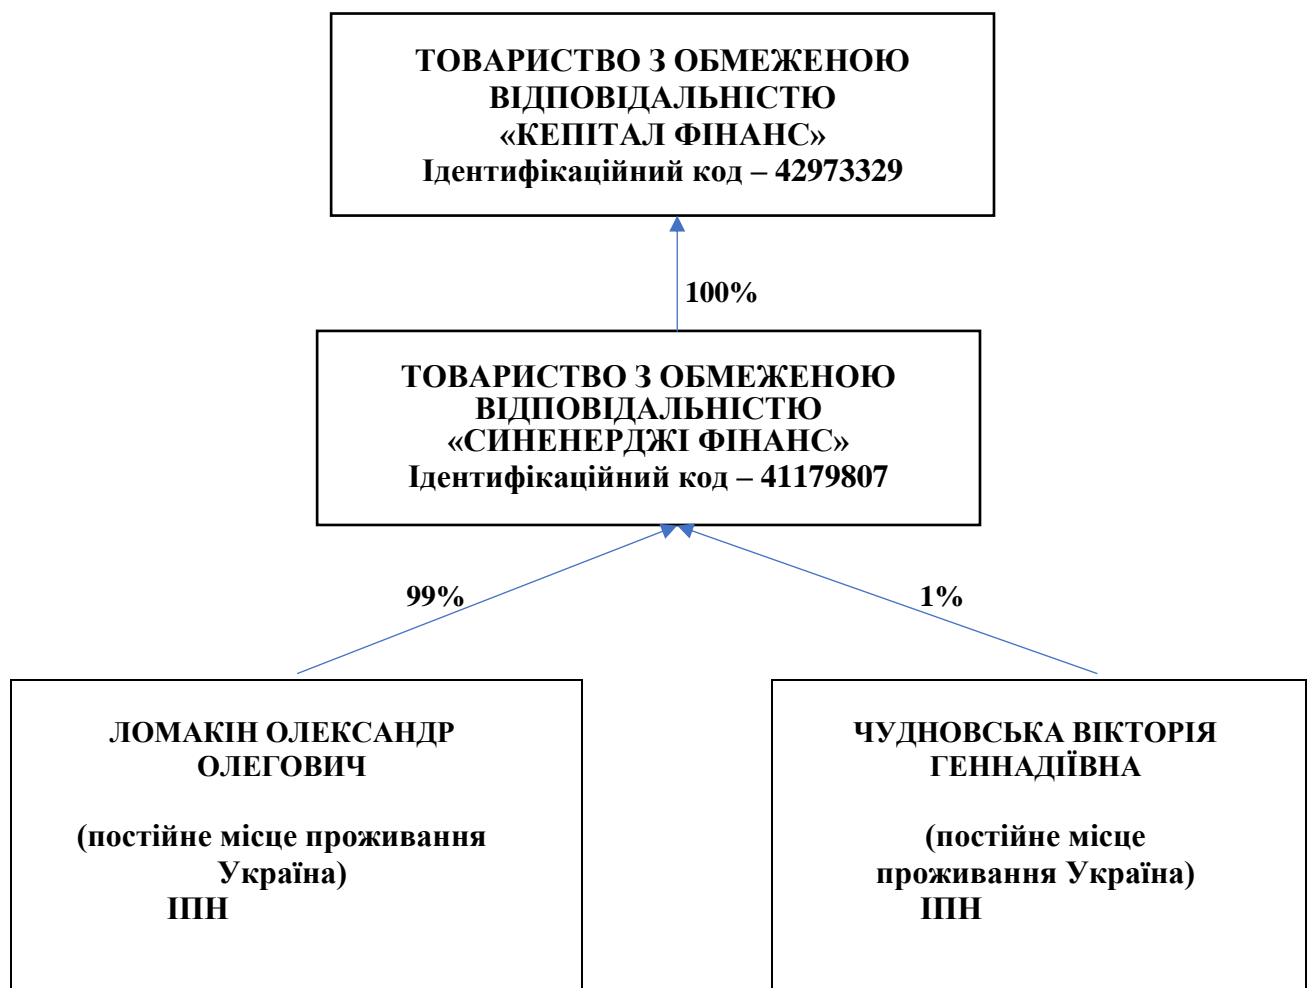 ТОВАРИСТВО З ОБМЕЖЕНОЮ
ВІДПОВІДАЛЬНІСТЮ
«КЕПІТАЛ ФІНАНС»
Ідентифікаційний код – 42973329
100%
ТОВАРИСТВО З ОБМЕЖЕНОЮ
ВІДПОВІДАЛЬНІСТЮ
«СИНЕНЕРДЖІ ФІНАНС»
Ідентифікаційний код – 41179807
99%
1%
ЛОМАКІН ОЛЕКСАНДР
ОЛЕГОВИЧ
(постійне місце проживання
Україна)
ІПН
ЧУДНОВСЬКА ВІКТОРІЯ
ГЕННАДІЇВНА
(постійне місце
проживання Україна)
ІПН